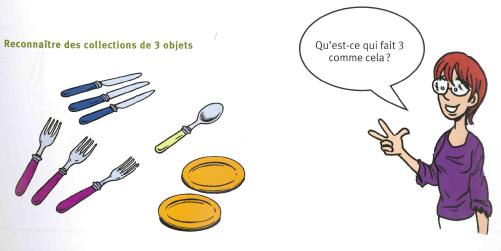 Reconnaître des collections de 3 objets
Qu'est-ce qui fait 3
comme cela ?